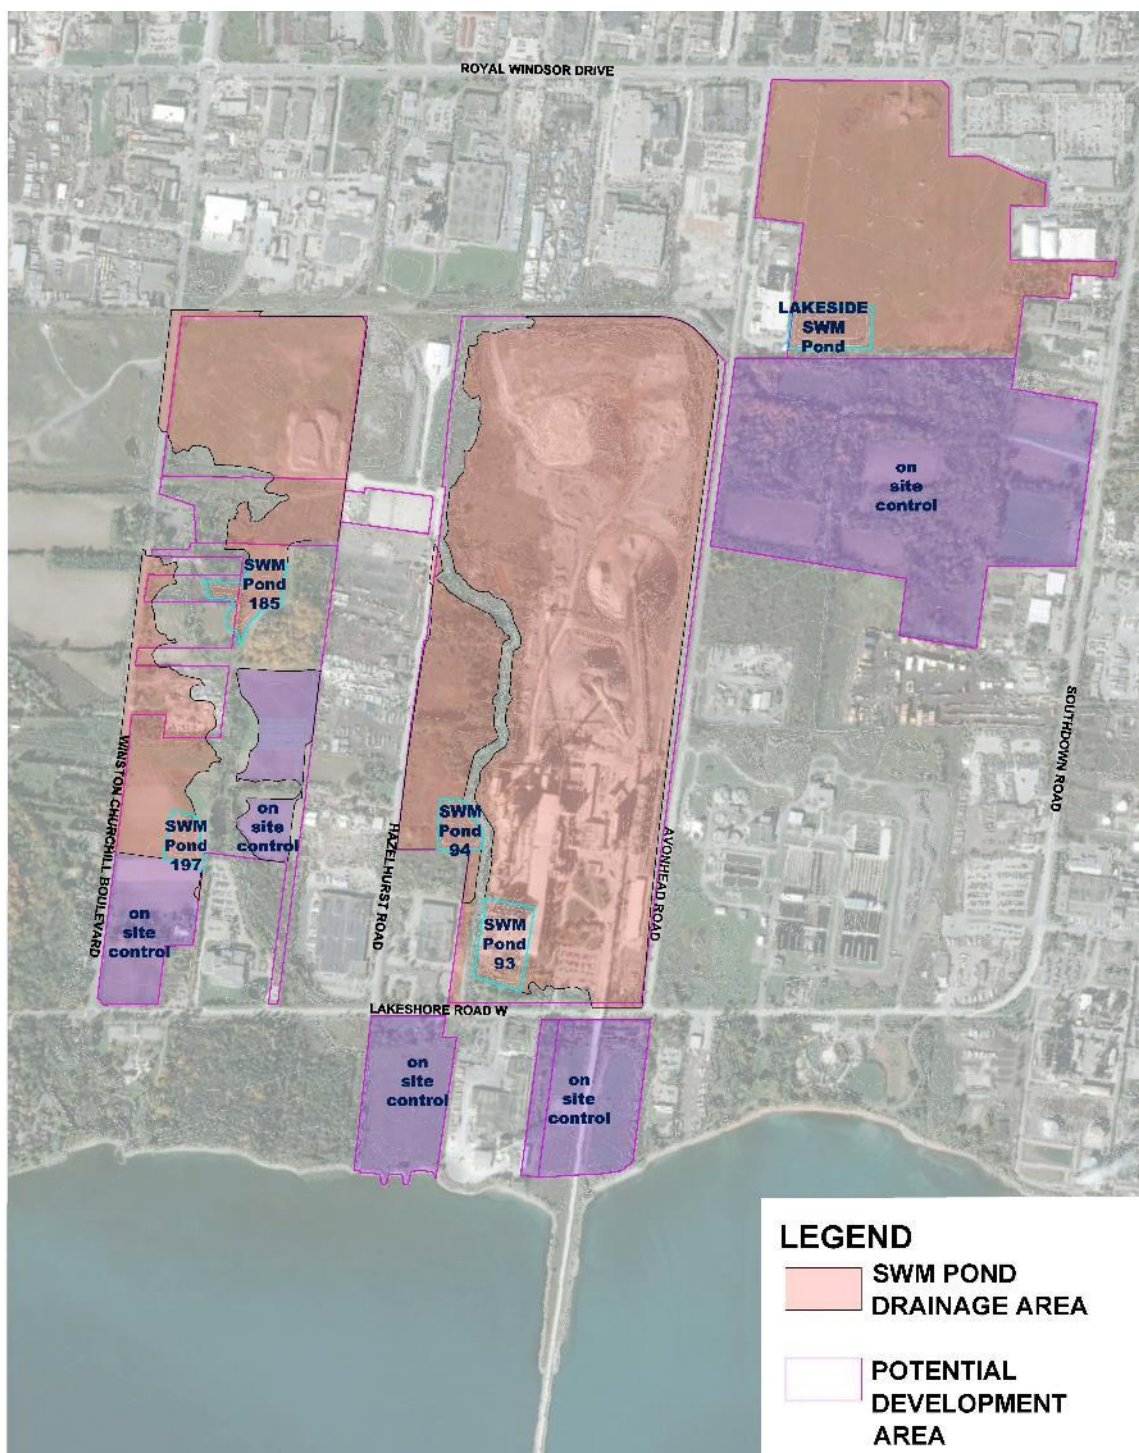 ROYAL WINDSOR DRIVE
LAKESIDE
SWM
Pond
on
site
control
SWM
Pond
185
SOUTHDOWN ROAD
WINSTON CHURCHILL BOULEVARD
on
site
control
SWM
Pond
197
SWM
Pond
94
HAZELHURST ROAD
AVONHEAD ROAD
on
site
control
SWM
Pond
93
LAKESHORE ROAD W
on
site
control
on
site
control
LEGEND
SWM POND
DRAINAGE AREA
POTENTIAL
DEVELOPMENT
AREA